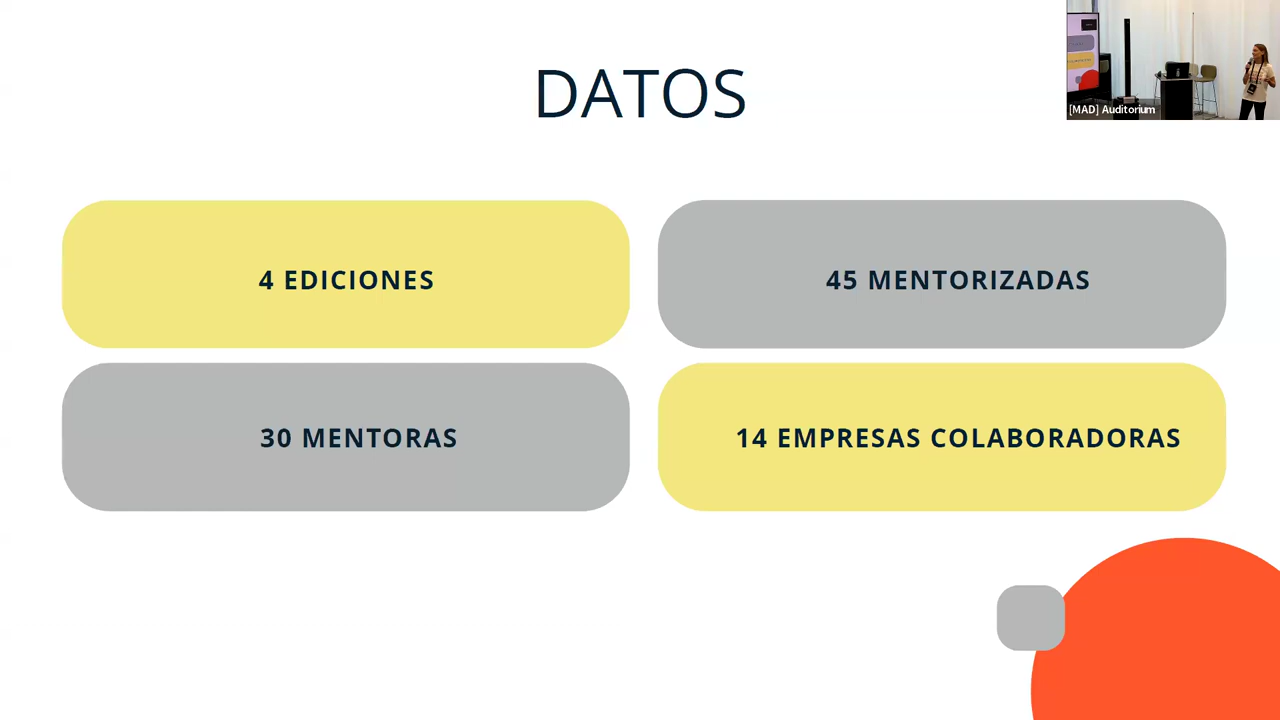 DATOS
[MAD] Auditorium
4 EDICIONES
45 MENTORIZADAS
30 MENTORAS
14 EMPRESAS COLABORADORAS